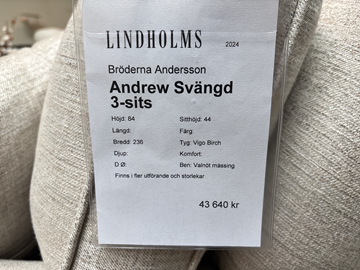 LINDHOLMS 2024
Bröderna Andersson
Andrew Svängd
3-sits
Höjd: 84 Sitthöjd: 44
Längd: Färg:
Bredd: 236 Tyg: Vigo Birch
Djup: Komfort:
D Ø: Ben: Valnöt mässing
Finns i fler utförande och storlekar
43 640 kr